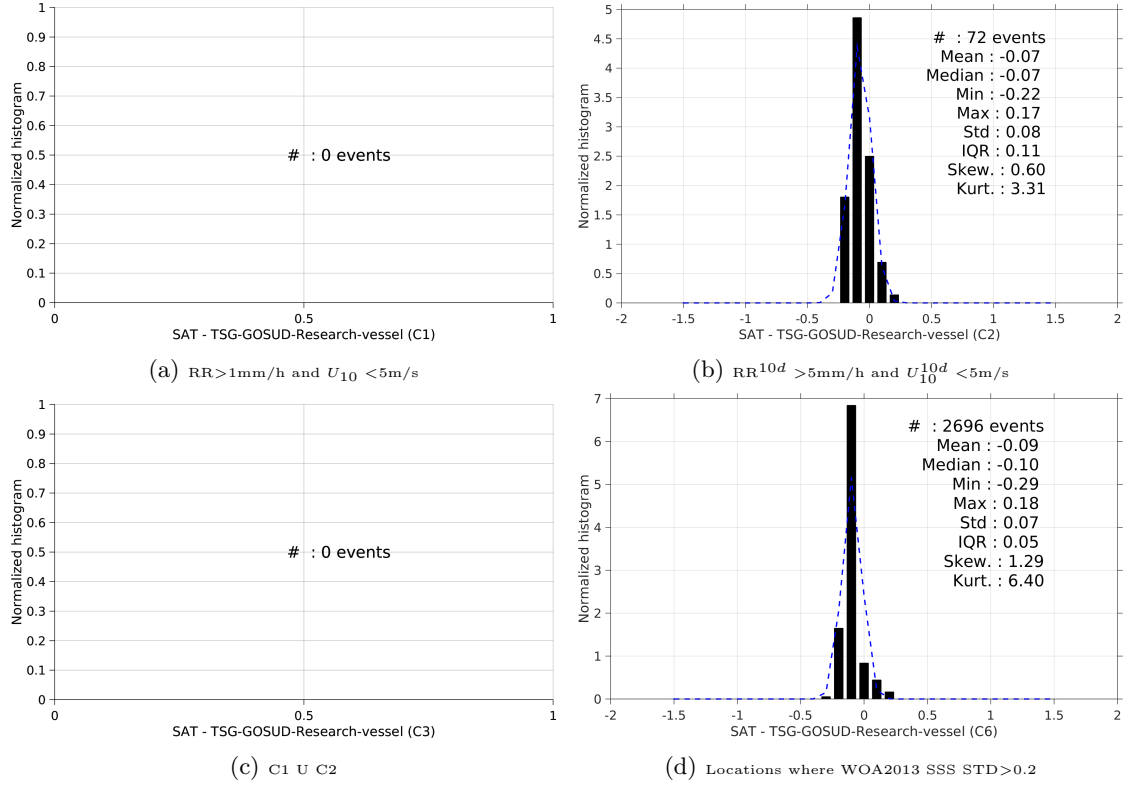 1
0.9
0.8
0.7
0.6
0.5
0.4
0.3
0.2
0.1
0
Normalized histogram
# : 0 events
0 0.5 1
SAT - TSG-GOSUD-Research-vessel (C1)
(a) RR>1mm/h and U10 <5m/s
5
4.5
4
3.5
3
2.5
2
1.5
1
0.5
0
Normalized histogram
# : 72 events
Mean : -0.07
Median : -0.07
Min : -0.22
Max : 0.17
Std : 0.08
IQR : 0.11
Skew. : 0.60
Kurt. : 3.31
-2 -1.5 -1 -0.5 0 0.5 1 1.5 2
SAT - TSG-GOSUD-Research-vessel (C2)
(b) RR10d >5mm/h and U10d10 <5m/s
1
0.9
0.8
0.7
0.6
0.5
0.4
0.3
0.2
0.1
0
Normalized histogram
# : 0 events
0 0.5 1
SAT - TSG-GOSUD-Research-vessel (C3)
(c) C1 U C2
7
6
5
4
3
2
1
0
Normalized histogram
# : 2696 events
Mean : -0.09
Median : -0.10
Min : -0.29
Max : 0.18
Std : 0.07
IQR : 0.05
Skew. : 1.29
Kurt. : 6.40
-2 -1.5 -1 -0.5 0 0.5 1 1.5 2
SAT - TSG-GOSUD-Research-vessel (C6)
(d) Locations where WOA2013 SSS STD>0.2